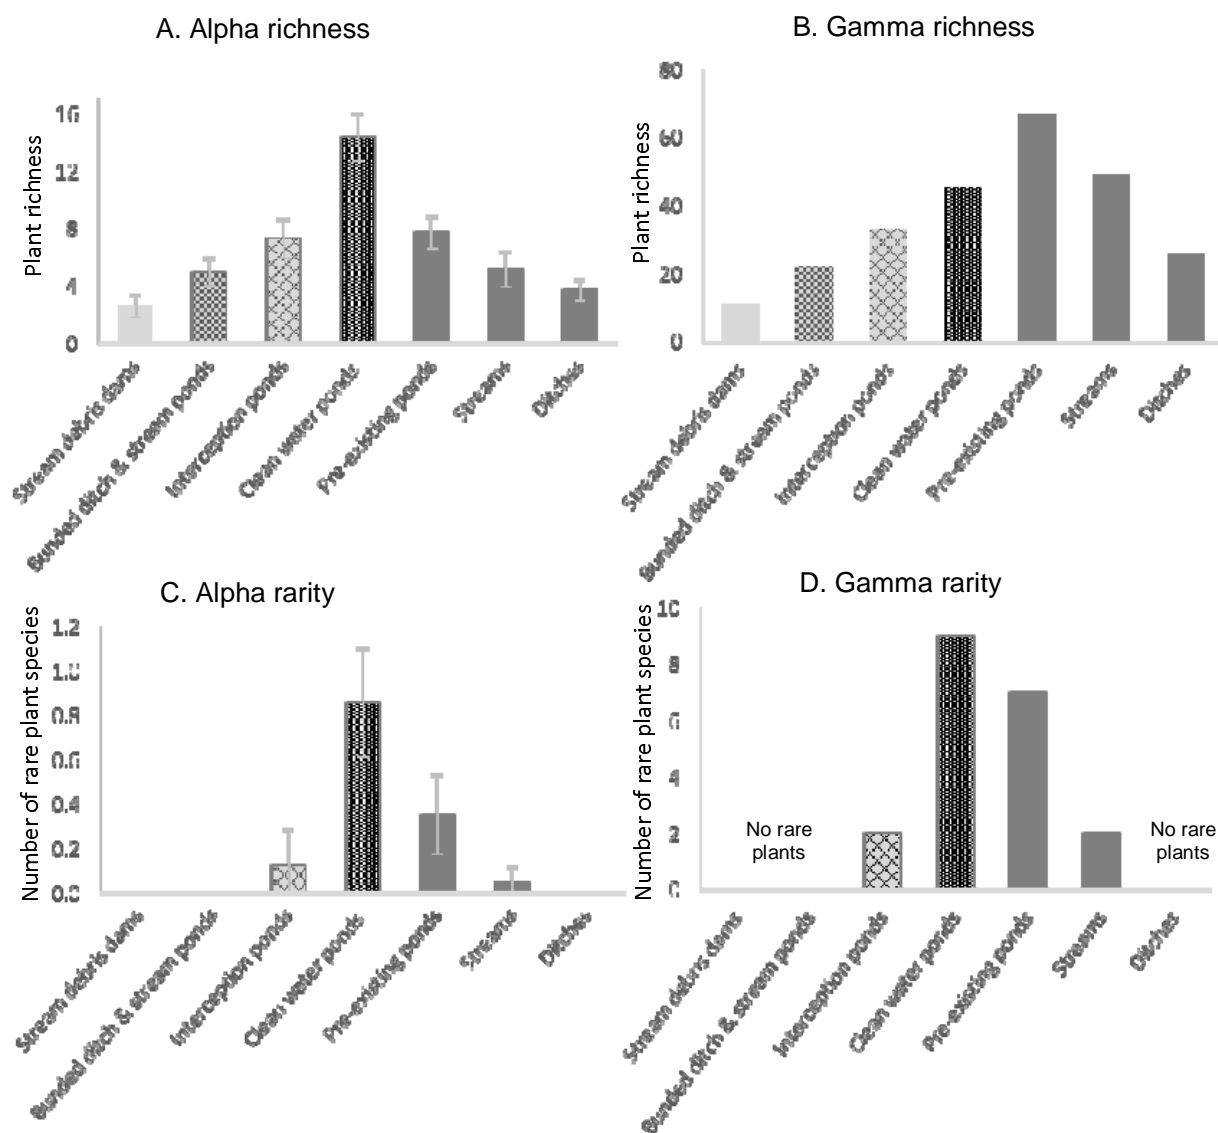 A. Alpha richness
Plant richness
16
12
8
4
0
Stream debris dams
Bunded ditch & stream ponds
Interception ponds
Clean water ponds
Pre-existing ponds
Streams
Ditches
B. Gamma richness
Plant richness
80
60
40
20
0
Stream debris dams
Bunded ditch & stream ponds
Interception ponds
Clean water ponds
Pre-existing ponds
Streams
Ditches
C. Alpha rarity
Number of rare plant species
1.2
1.0
0.8
0.6
0.4
0.2
0.0
Stream debris dams
Bunded ditch & stream ponds
Interception ponds
Clean water ponds
Pre-existing ponds
Streams
Ditches
D. Gamma rarity
Number of rare plant species
10
8
6
4
2
0
No rare
plants
No rare
plants
Stream debris dams
Bunded ditch & stream ponds
Interception ponds
Clean water ponds
Pre-existing ponds
Streams
Ditches